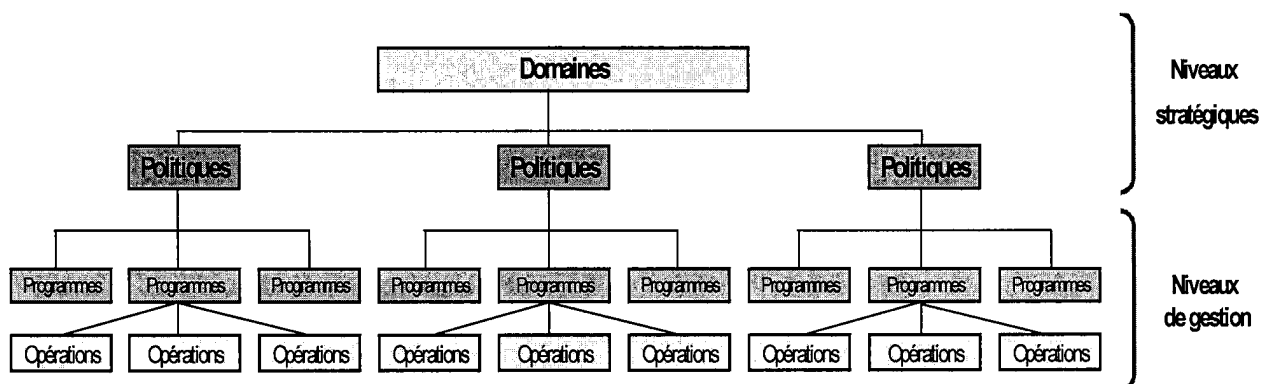 Domaines
Niveaux
stratégiques
Politiques Politiques Politiques
Programmes Programmes Programmes Programmes Programmes Programmes Programmes Programmes Programmes
Niveaux
de gestion
Opérations Opérations Opérations Opérations Opérations Opérations Opérations Opérations Opérations